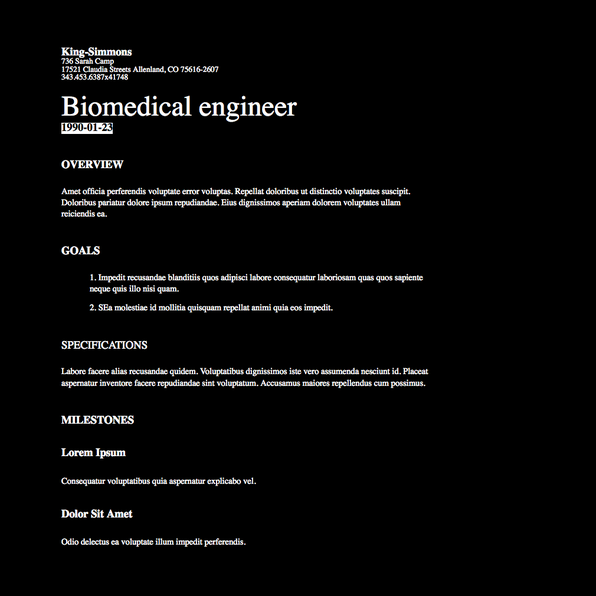 King-Simmons
736 Sarah Camp
17521 Claudia Streets Allenland, CO 75616-2607
343.453.6387x41748
Biomedical engineer
1990-01-23
OVERVIEW
Amet officia perferendis voluptate error voluptas. Repellat doloribus ut distinctio voluptates suscipit.
Doloribus pariatur dolore ipsum repudiandae. Eius dignissimos aperiam dolorem voluptates ullam
reiciendis ea.
GOALS
1. Impedit recusandae blanditiis quos adipisci labore consequatur laboriosam quas quos sapiente
neque quis illo nisi quam.
2. SEa molestiae id mollitia quisquam repellat animi quia eos impedit.
SPECIFICATIONS
Labore facere alias recusandae quidem. Voluptatibus dignissimos iste vero assumenda nesciunt id. Placeat
aspernatur inventore facere repudiandae sint voluptatum. Accusamus maiores repellendus cum possimus.
MILESTONES
Lorem Ipsum
Consequatur voluptatibus quia aspernatur explicabo vel.
Dolor Sit Amet
Odio delectus ea voluptate illum impedit perferendis.